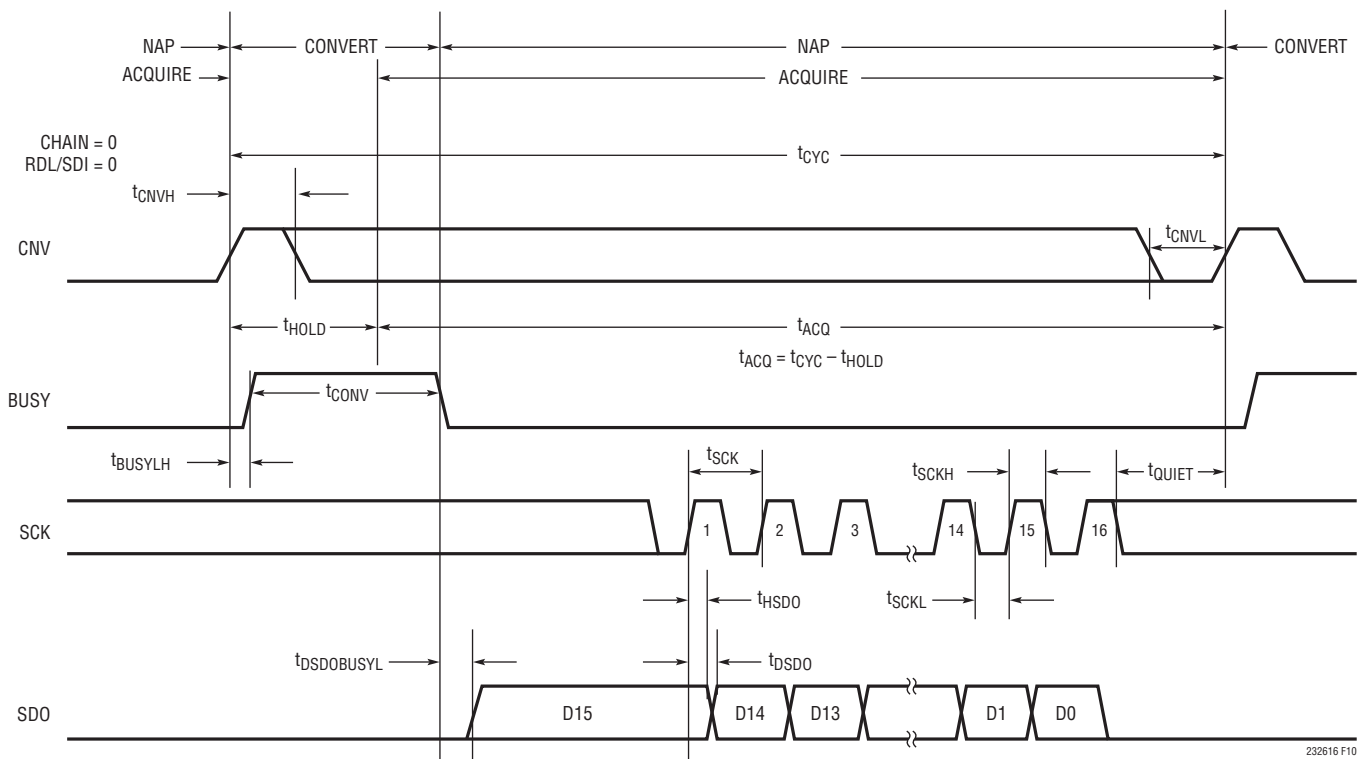 NAP CONVERT NAP CONVERT
ACQUIRE ACQUIRE
CHAIN = 0
RDL/SDI = 0
tCYC
tCNVH
CNV
tCNVL
tHOLD tACQ
tACQ = tCYC – tHOLD
BUSY
tCONV
tBUSYLH
tSCK tSCKH tQUIET
SCK
1 2 3 14 15 16
tHSDO tSCKL
tDSDOBUSYL tDSDO
SDO
D15 D14 D13 D1 D0
232616 F10